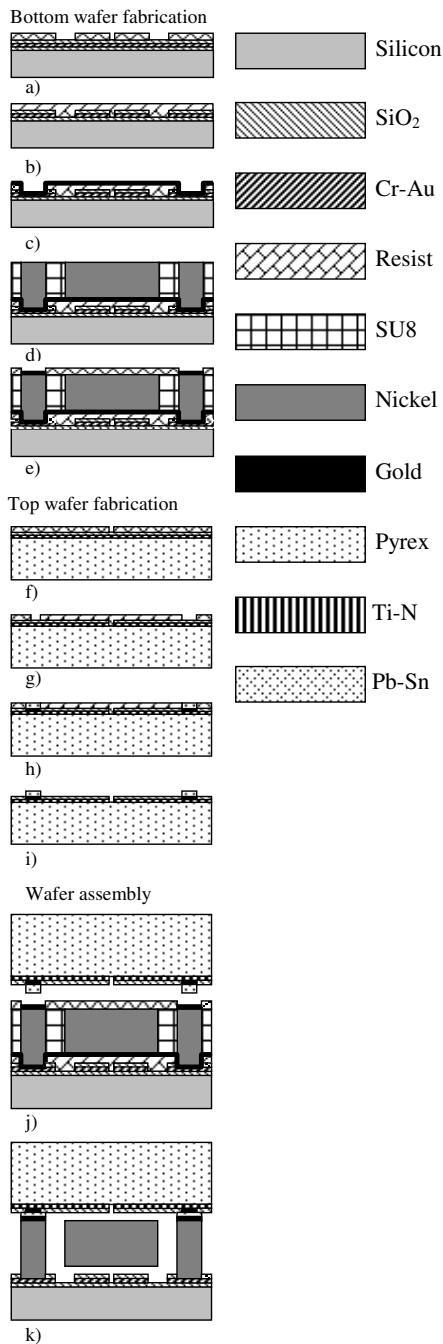 Bottom wafer fabrication
a)
b)
c)
d)
e)
Top wafer fabrication
f)
g)
h)
i)
Wafer assembly
j)
k)
Silicon
SiO₂
Cr-Au
Resist
SU8
Nickel
Gold
Pyrex
Ti-N
Pb-Sn